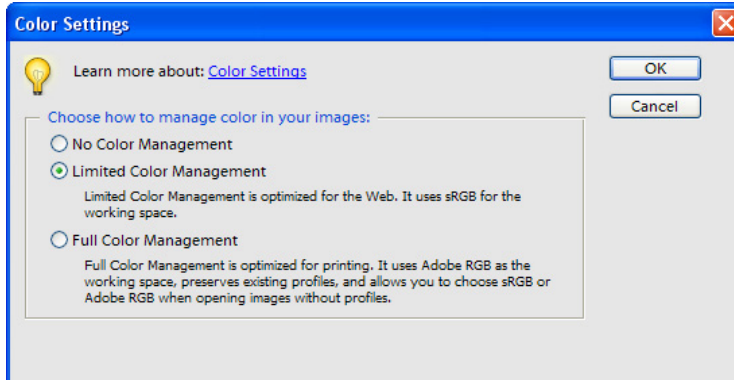 Color Settings
Learn more about: Color Settings
OK
Cancel
Choose how to manage color in your images:
No Color Management
Limited Color Management
Limited Color Management is optimized for the Web. It uses sRGB for the
working space.
Full Color Management
Full Color Management is optimized for printing. It uses Adobe RGB as the
working space, preserves existing profiles, and allows you to choose sRGB or
Adobe RGB when opening images without profiles.